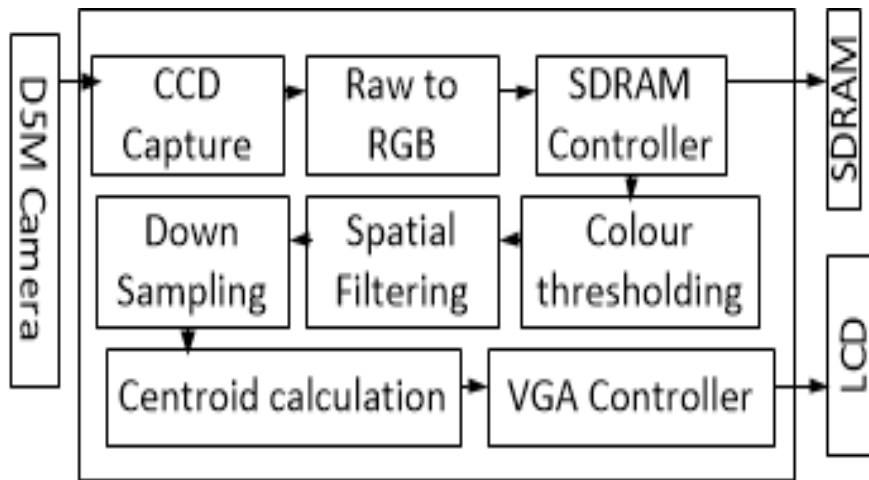 D5M Camera
CCD
Capture
Raw to
RGB
SDRAM
Controller
SDRAM
Down
Sampling
Spatial
Filtering
Colour
thresholding
Centroid calculation
VGA Controller
LCD